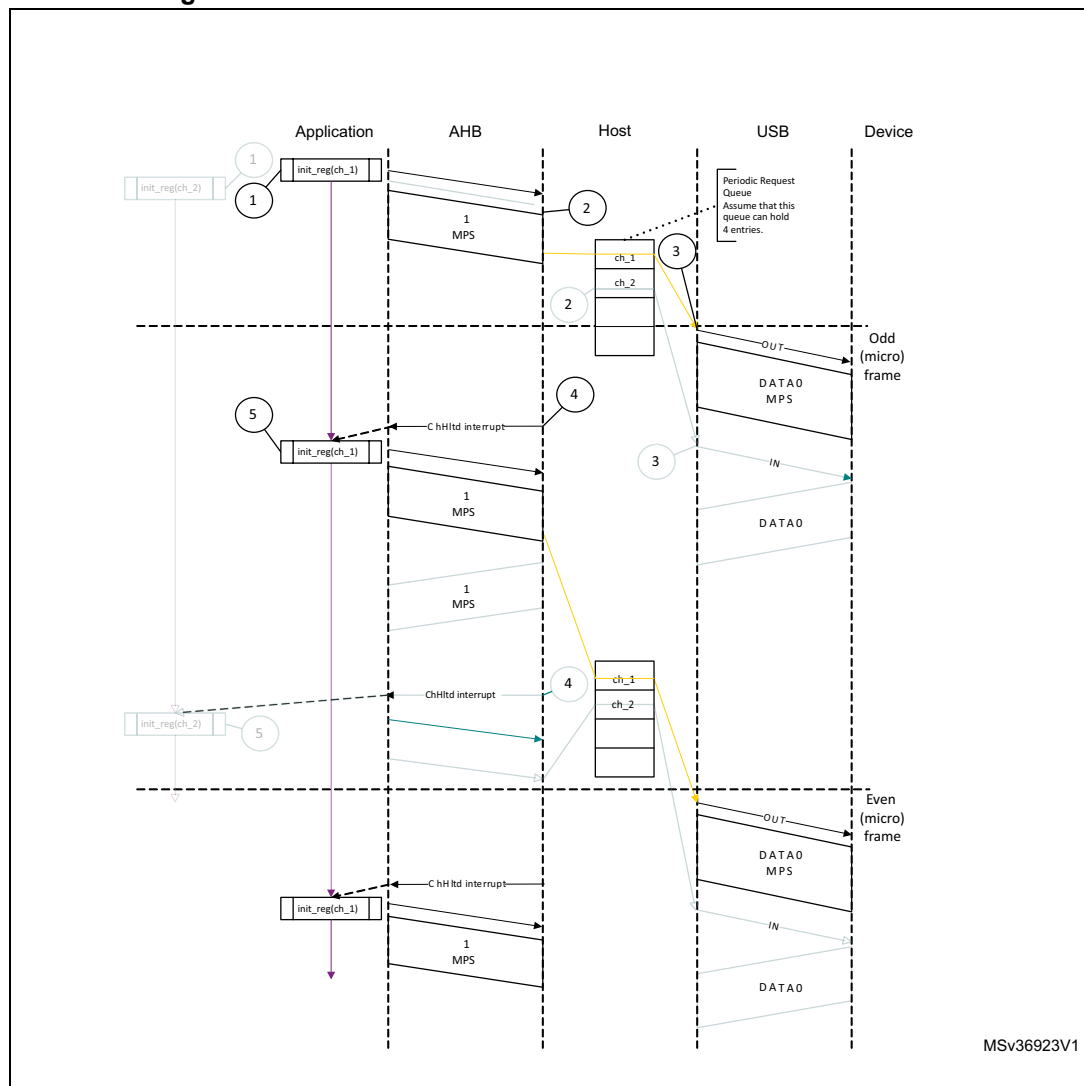 Application AHB Host USB Device
1
init_reg(ch_1)
init_reg(ch_2)
1
2
1
MPS
Periodic Request
Queue
Assume that this
queue can hold
4 entries.
3
ch_1
ch_2
2
Odd
(micro)
frame
OUT
DATA0
MPS
4
5
ChHltd interrupt
init_reg(ch_1)
3
IN
1
MPS
DATA0
1
MPS
ch_1
4
ChHltd interrupt
ch_2
init_reg(ch_2)
5
Even
(micro)
frame
OUT
DATA0
MPS
ChHltd interrupt
init_reg(ch_1)
IN
1
MPS
DATA0
MSv36923V1